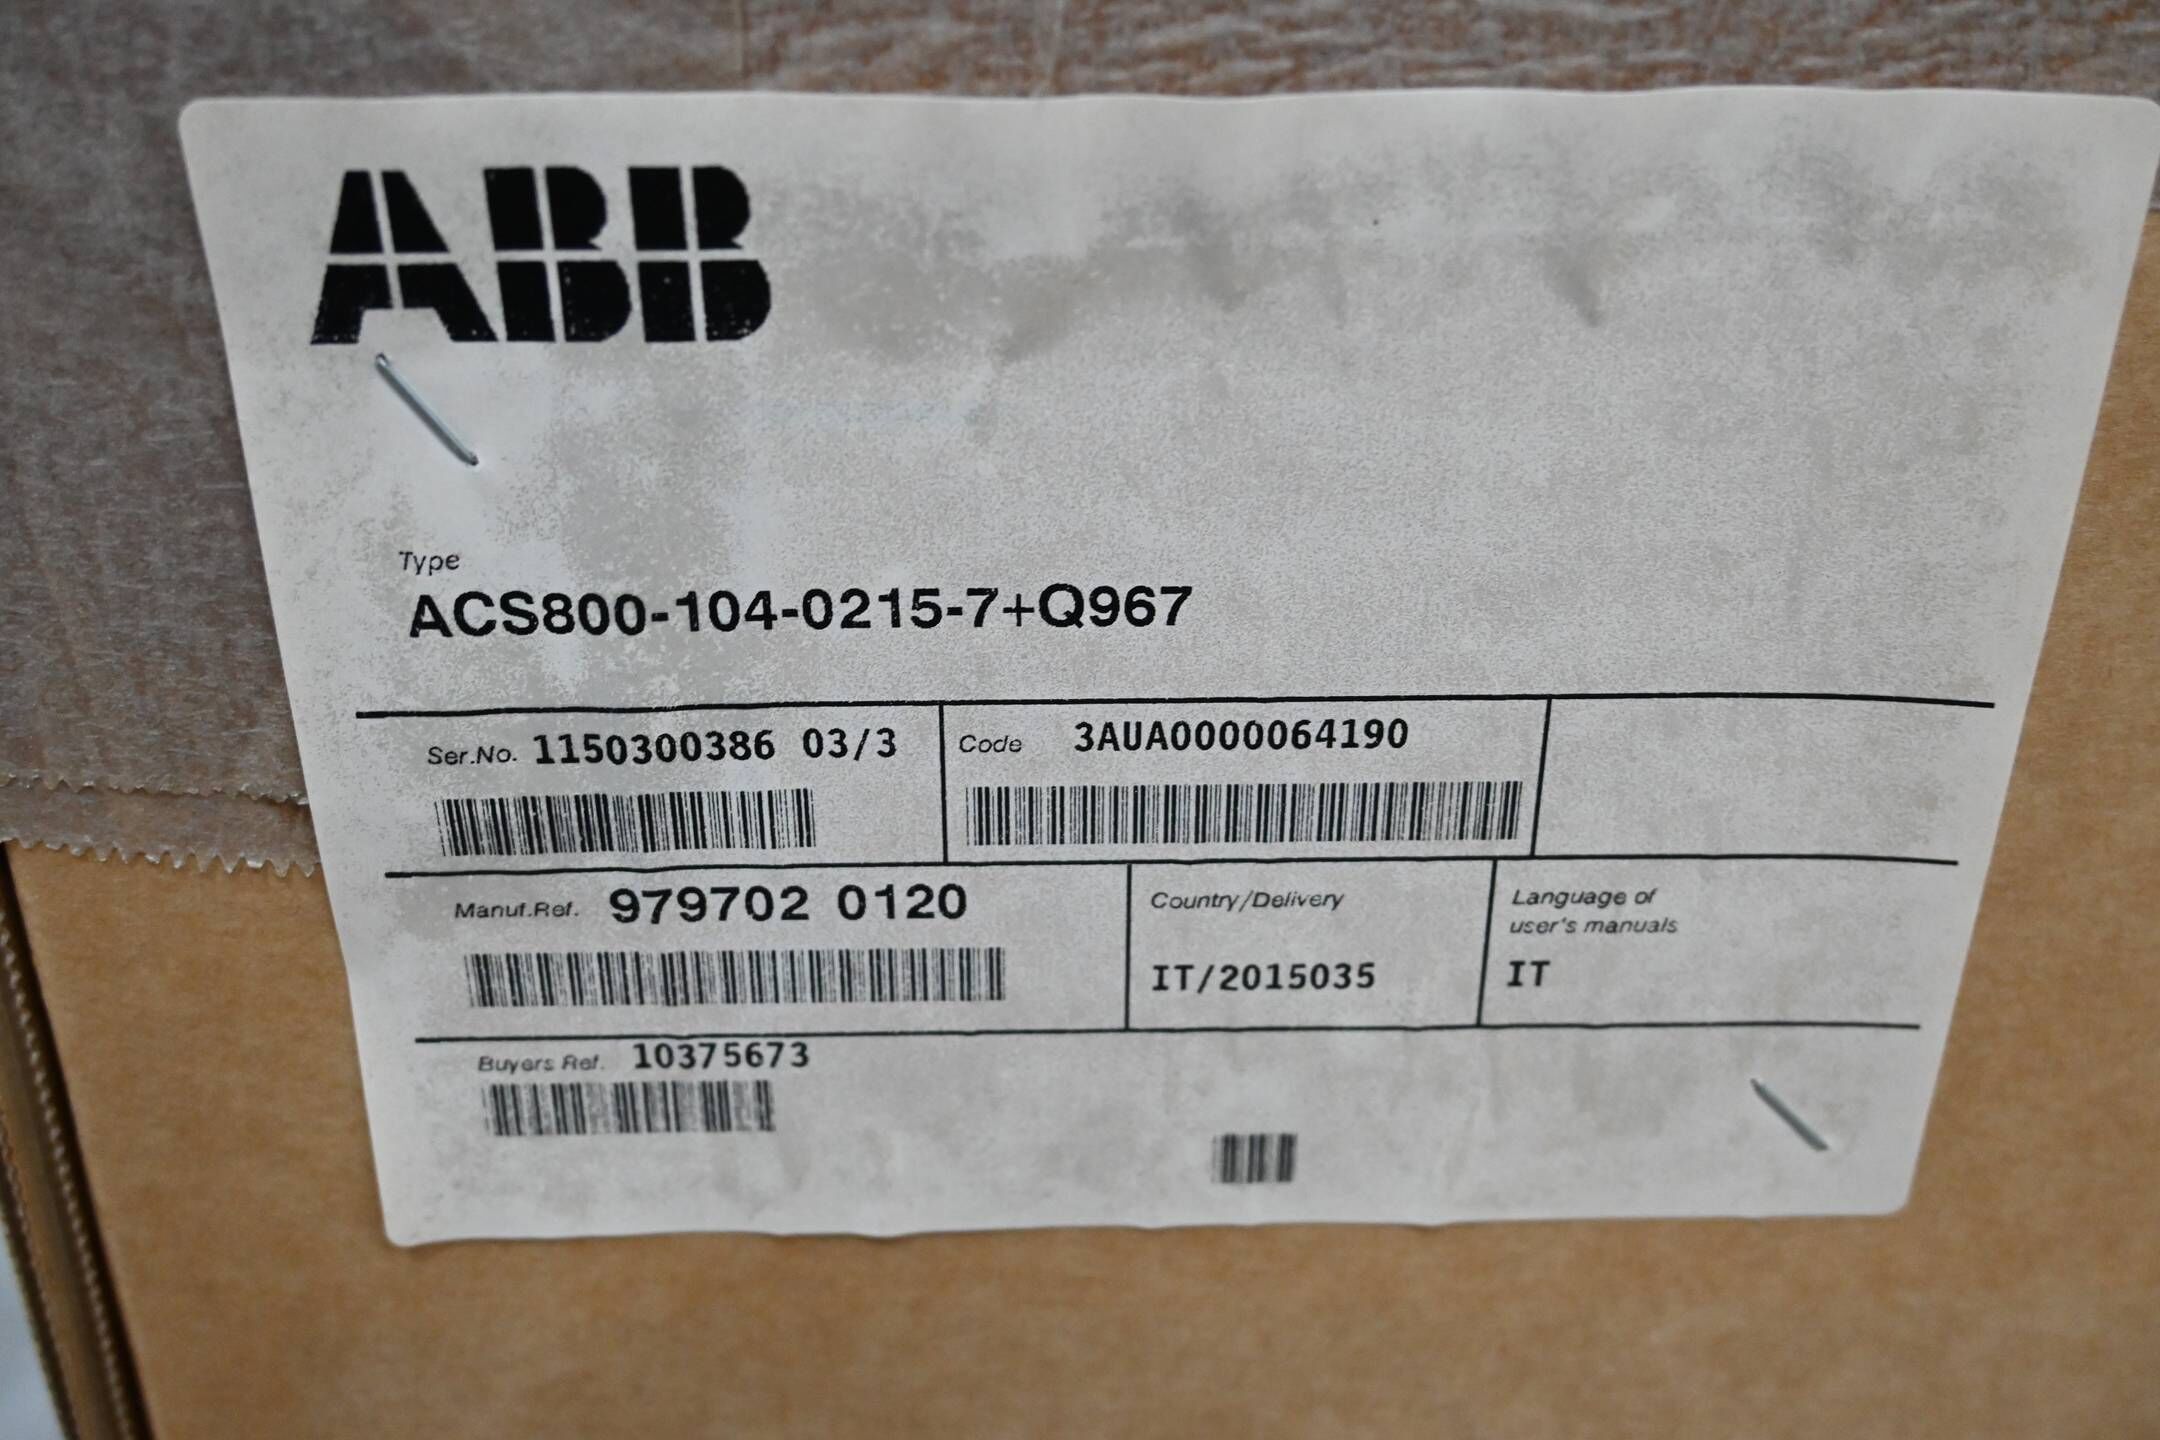 ABB
Type
ACS800-104-0215-7+Q967
Ser.No. 1150300386 03/3
Code 3AUA0000064190
Manuf.Ref. 979702 0120
Country/Delivery
IT/2015035
Language of
user's manuals
IT
Buyers Ref. 10375673